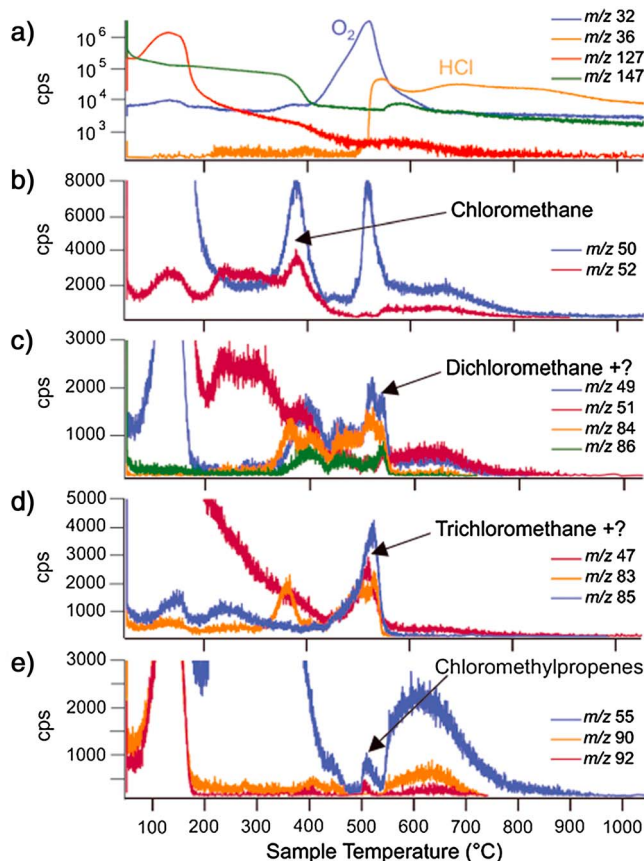 a)
cps
10⁶
10⁵
10⁴
10³
O₂
HCl
m/z 32
m/z 36
m/z 127
m/z 147
b)
cps
8000
6000
4000
2000
Chloromethane
m/z 50
m/z 52
c)
cps
3000
2000
1000
Dichloromethane +?
m/z 49
m/z 51
m/z 84
m/z 86
d)
cps
5000
4000
3000
2000
1000
Trichloromethane +?
m/z 47
m/z 83
m/z 85
e)
cps
3000
2000
1000
Chloromethylpropenes
m/z 55
m/z 90
m/z 92
100 200 300 400 500 600 700 800 900 1000
Sample Temperature (°C)